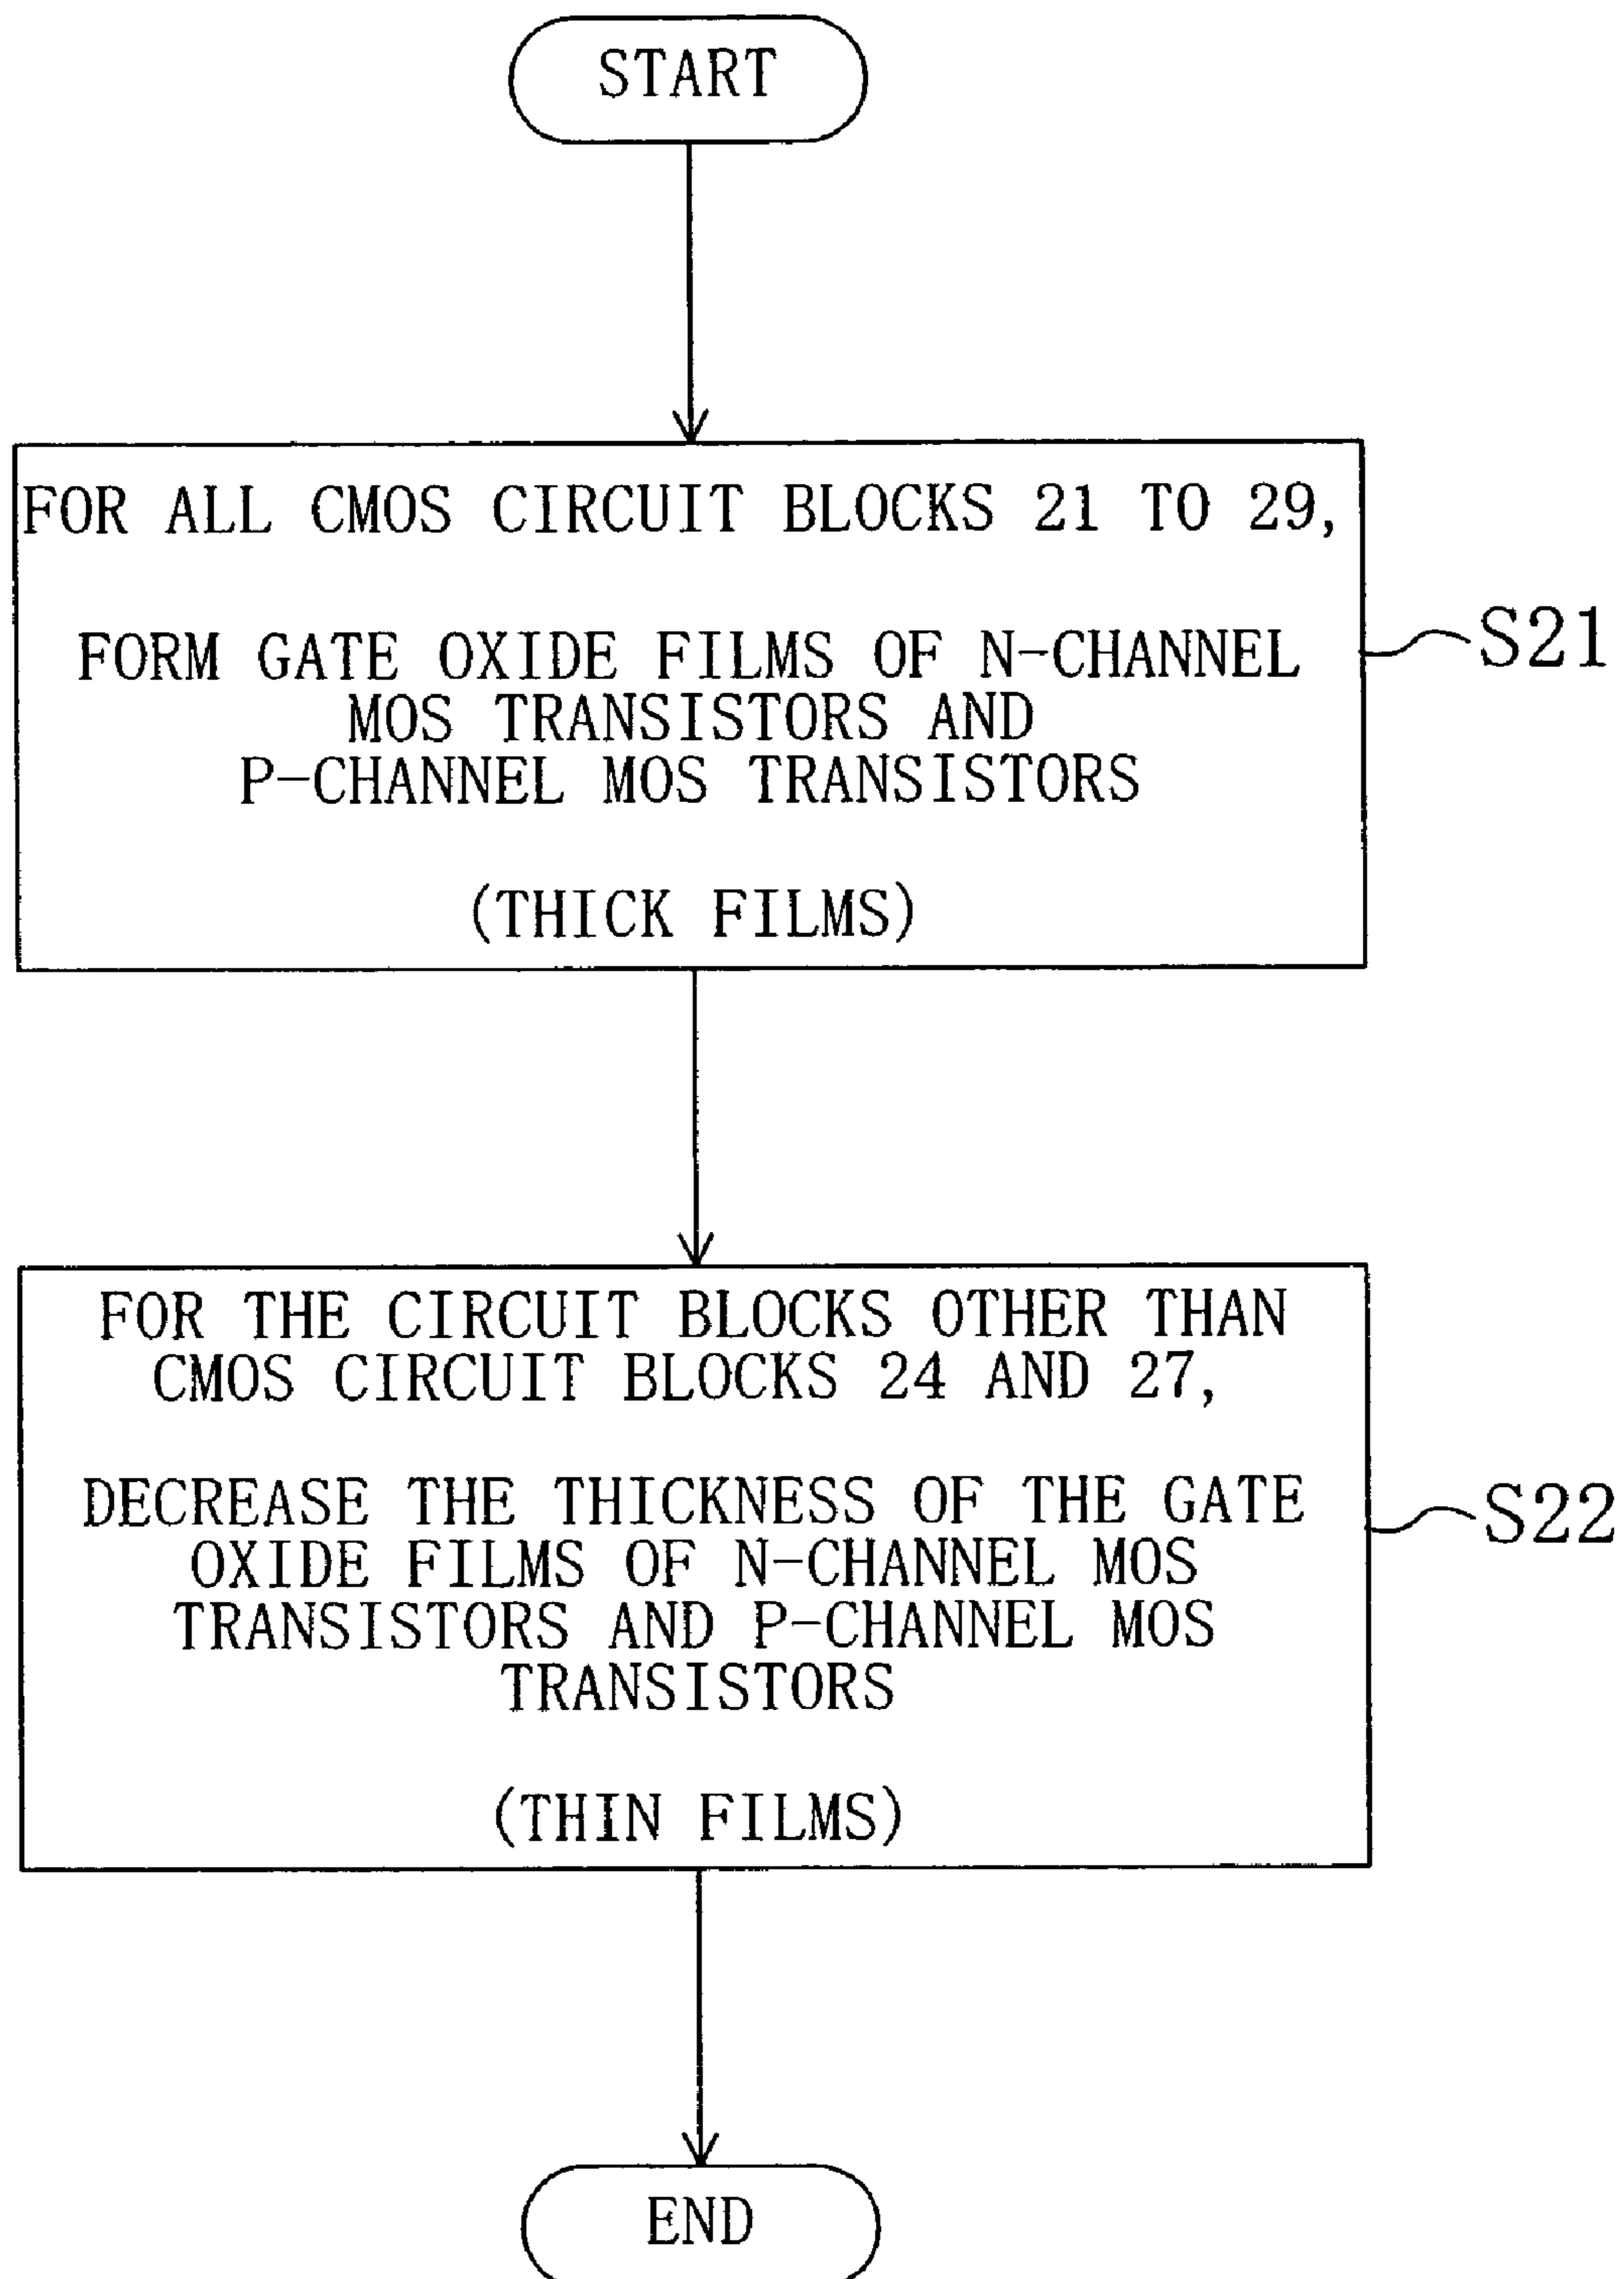 START
FOR ALL CMOS CIRCUIT BLOCKS 21 TO 29,
FORM GATE OXIDE FILMS OF N-CHANNEL
MOS TRANSISTORS AND
P-CHANNEL MOS TRANSISTORS
(THICK FILMS)
S21
FOR THE CIRCUIT BLOCKS OTHER THAN
CMOS CIRCUIT BLOCKS 24 AND 27,
DECREASE THE THICKNESS OF THE GATE
OXIDE FILMS OF N-CHANNEL MOS
TRANSISTORS AND P-CHANNEL MOS
TRANSISTORS
(THIN FILMS)
S22
END